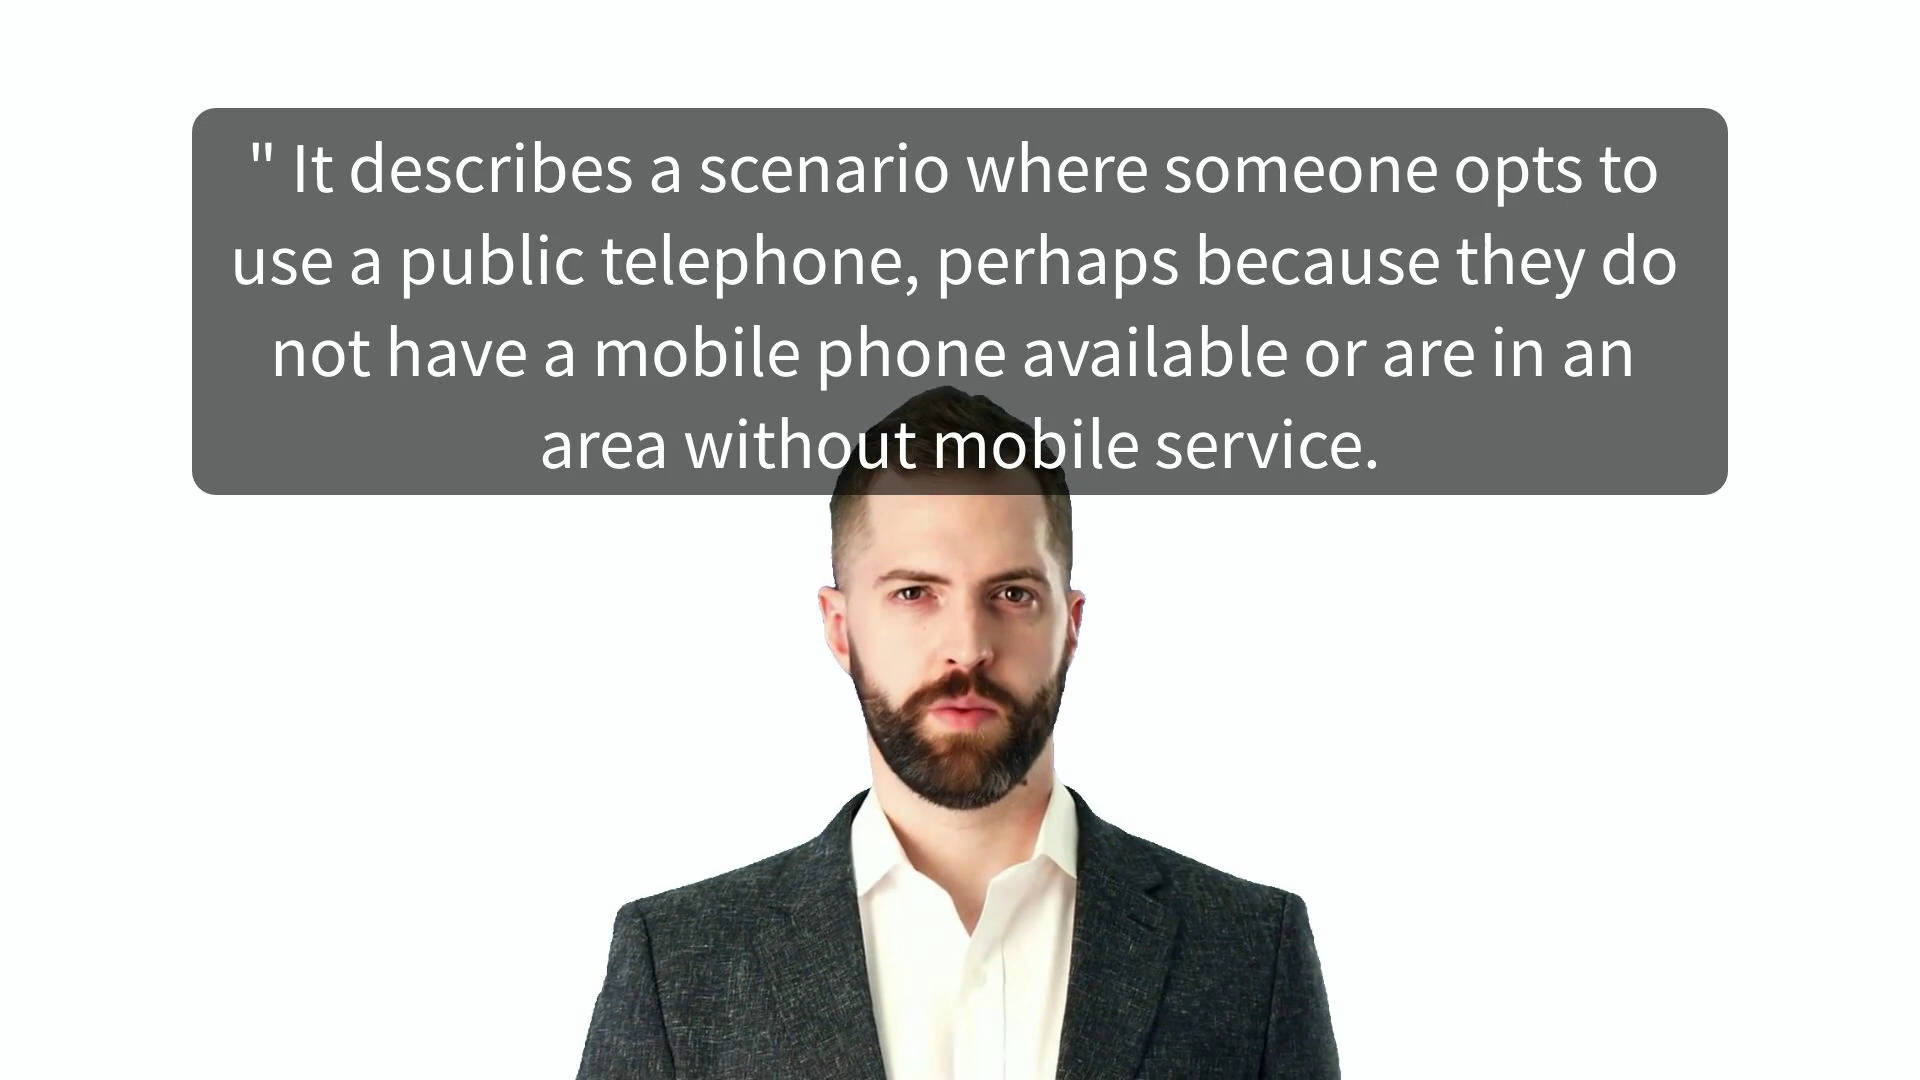 " It describes a scenario where someone opts to
use a public telephone, perhaps because they do
not have a mobile phone available or are in an
area without mobile service.